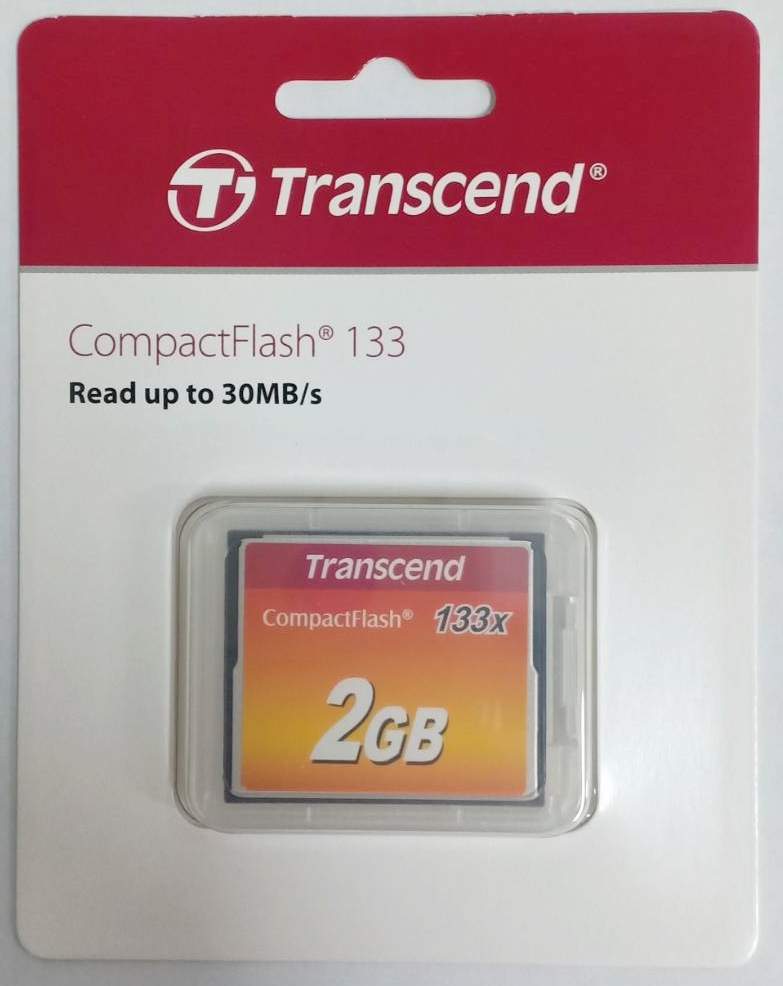 Transcend®
CompactFlash® 133
Read up to 30MB/s
Transcend
CompactFlash® 133x
2GB